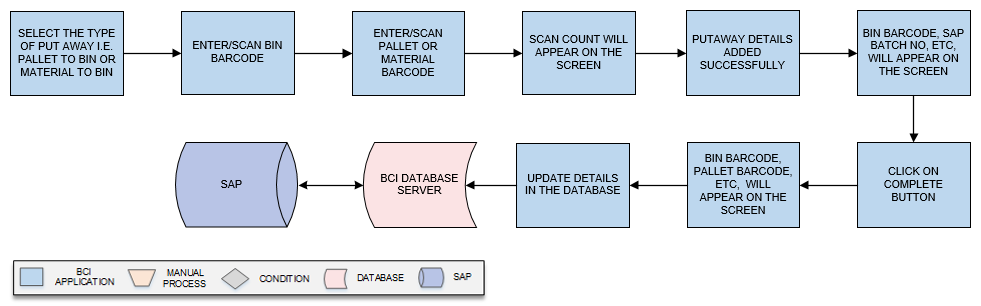 SELECT THE TYPE
OF PUT AWAY I.E.
PALLET TO BIN OR
MATERIAL TO BIN
ENTER/SCAN BIN
BARCODE
ENTER/SCAN
PALLET OR
MATERIAL
BARCODE
SCAN COUNT WILL
APPEAR ON THE
SCREEN
PUTAWAY DETAILS
ADDED
SUCCESSFULLY
BIN BARCODE, SAP
BATCH NO, ETC,
WILL APPEAR ON
THE SCREEN
CLICK ON
COMPLETE
BUTTON
BIN BARCODE,
PALLET BARCODE,
ETC, WILL
APPEAR ON THE
SCREEN
UPDATE DETAILS
IN THE DATABASE
BCI DATABASE
SERVER
SAP
BCI
APPLICATION
MANUAL
PROCESS
CONDITION
DATABASE
SAP